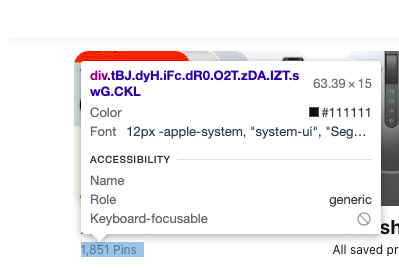 div.tBJ.dyH.iFc.dR0.O2T.zDA.IZT.s
wG.CKL
63.39 × 15
Color
#111111
Font
12px -apple-system, "system-ui", "Seg…
ACCESSIBILITY
Name
Role
generic
Keyboard-focusable
sh
1,851 Pins
All saved pr